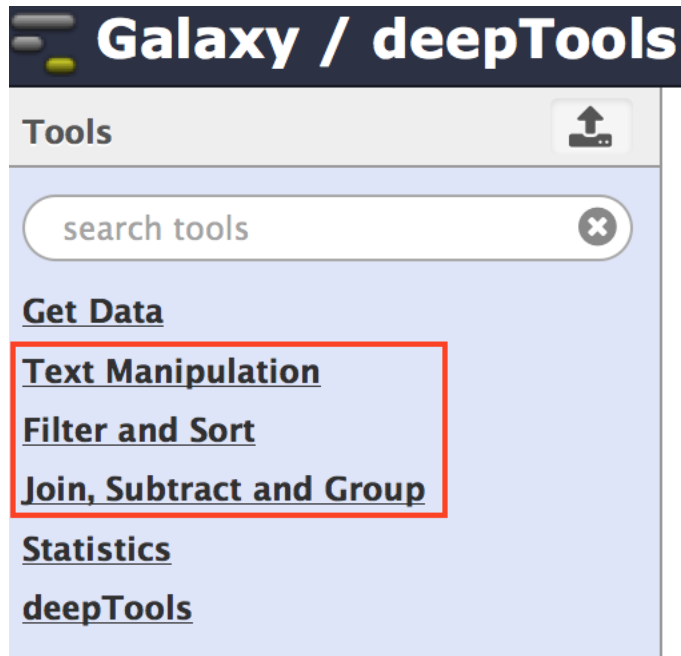 Galaxy / deepTools
Tools
search tools
Get Data
Text Manipulation
Filter and Sort
Join, Subtract and Group
Statistics
deepTools